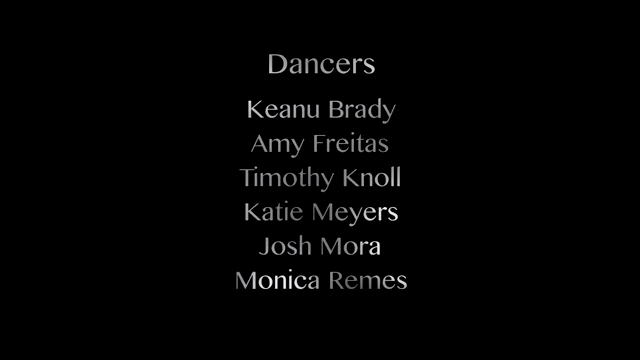 Dancers
Keanu Brady
Amy Freitas
Timothy Knoll
Katie Meyers
Josh Mora
Monica Remes